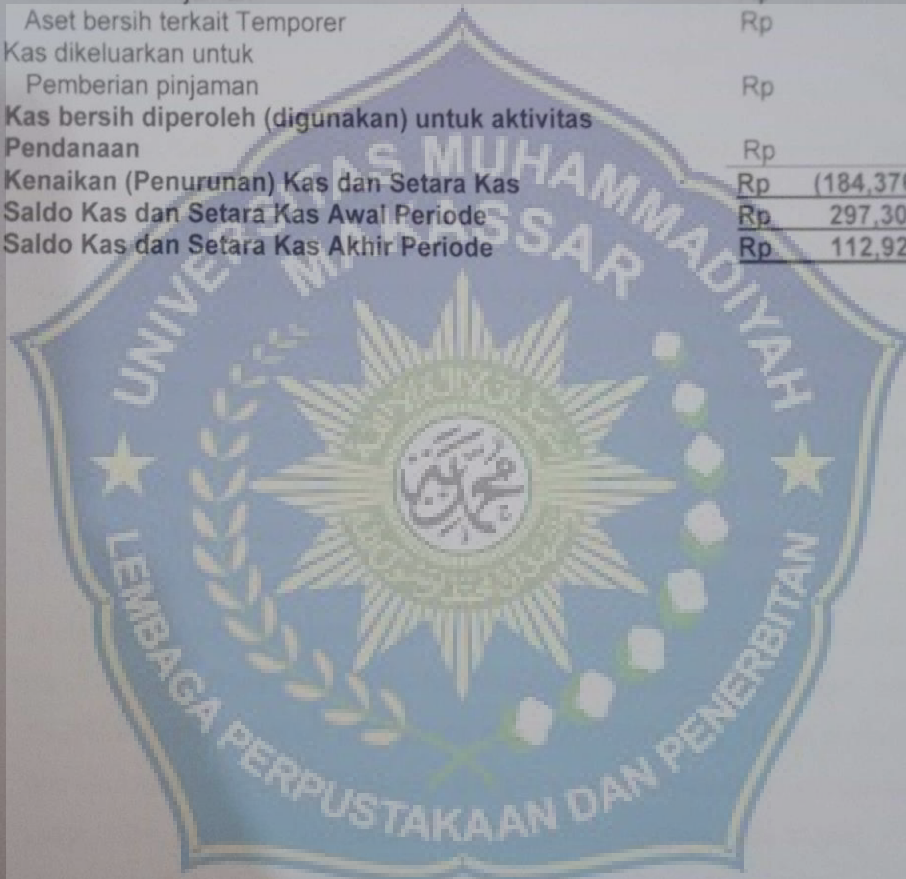 Aset bersih terkait Temporer Rp
Kas dikeluarkan untuk
Pemberian pinjaman Rp
Kas bersih diperoleh (digunakan) untuk aktivitas
Pendanaan Rp
Kenaikan (Penurunan) Kas dan Setara Kas Rp (184,37
Saldo Kas dan Setara Kas Awal Periode Rp 297,30
Saldo Kas dan Setara Kas Akhir Periode Rp 112,92
UNIVERSITAS MUHAMMADIYAH
MAKASSAR
LEMBAGA PERPUSTAKAAN DAN PENERBITAN